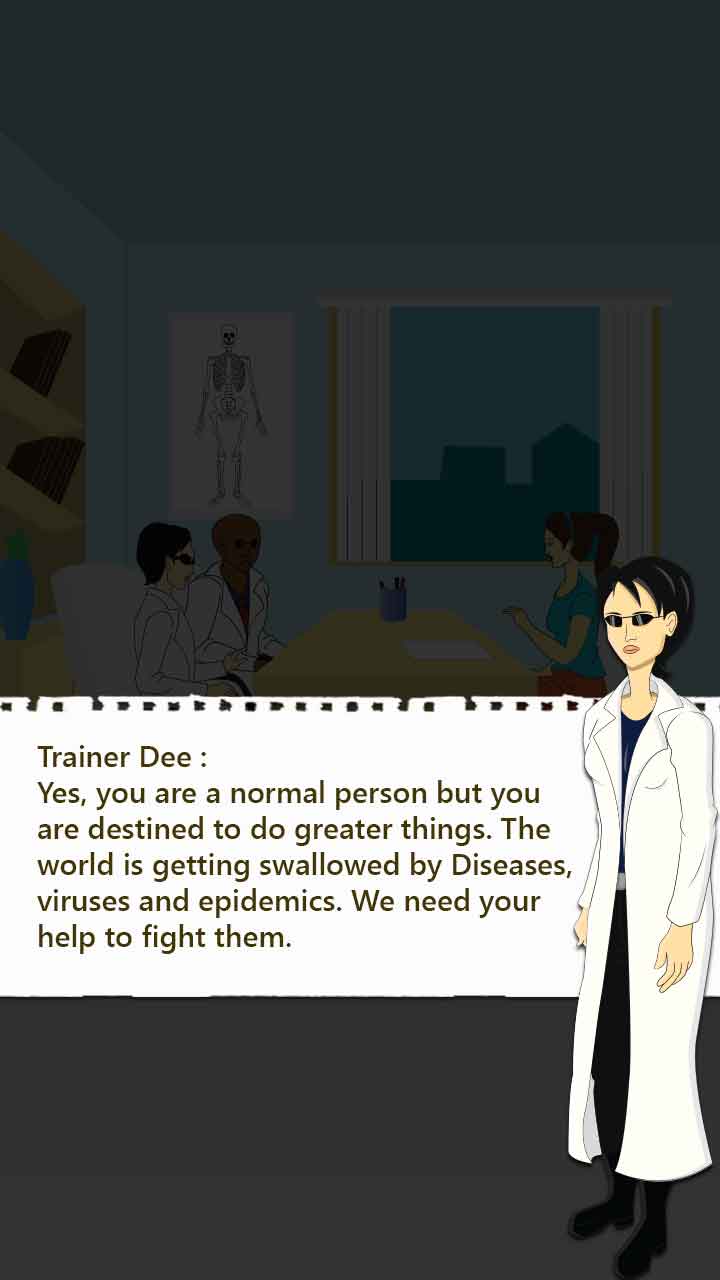 Trainer Dee :
Yes, you are a normal person but you
are destined to do greater things. The
world is getting swallowed by Diseases,
viruses and epidemics. We need your
help to fight them.